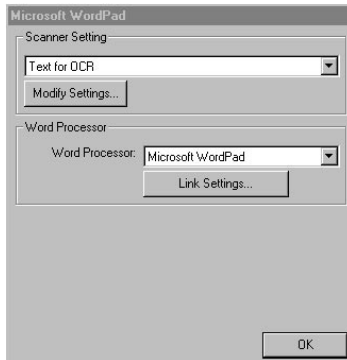 Microsoft WordPad
Scanner Setting
Text for OCR
Modify Settings...
Word Processor
Word Processor: Microsoft WordPad
Link Settings...
OK